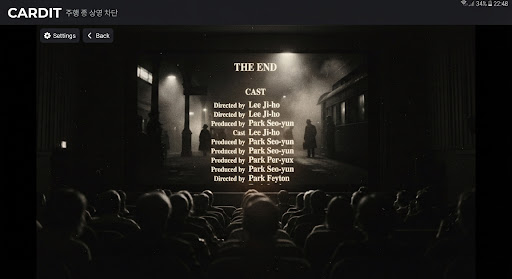 CARDIT 주행 중 상영 차단
34% 22:48
Settings Back
THE END
CAST
Directed by Lee Ji-ho
Directed by Lee Ji-ho
Produced by Park Seo-yun
Cast Lee Ji-ho
Produced by Park Seo-yun
Produced by Park Seo-yun
Produced by Park Per-yux
Produced by Park Seo-yun
Directed by Park Feyton